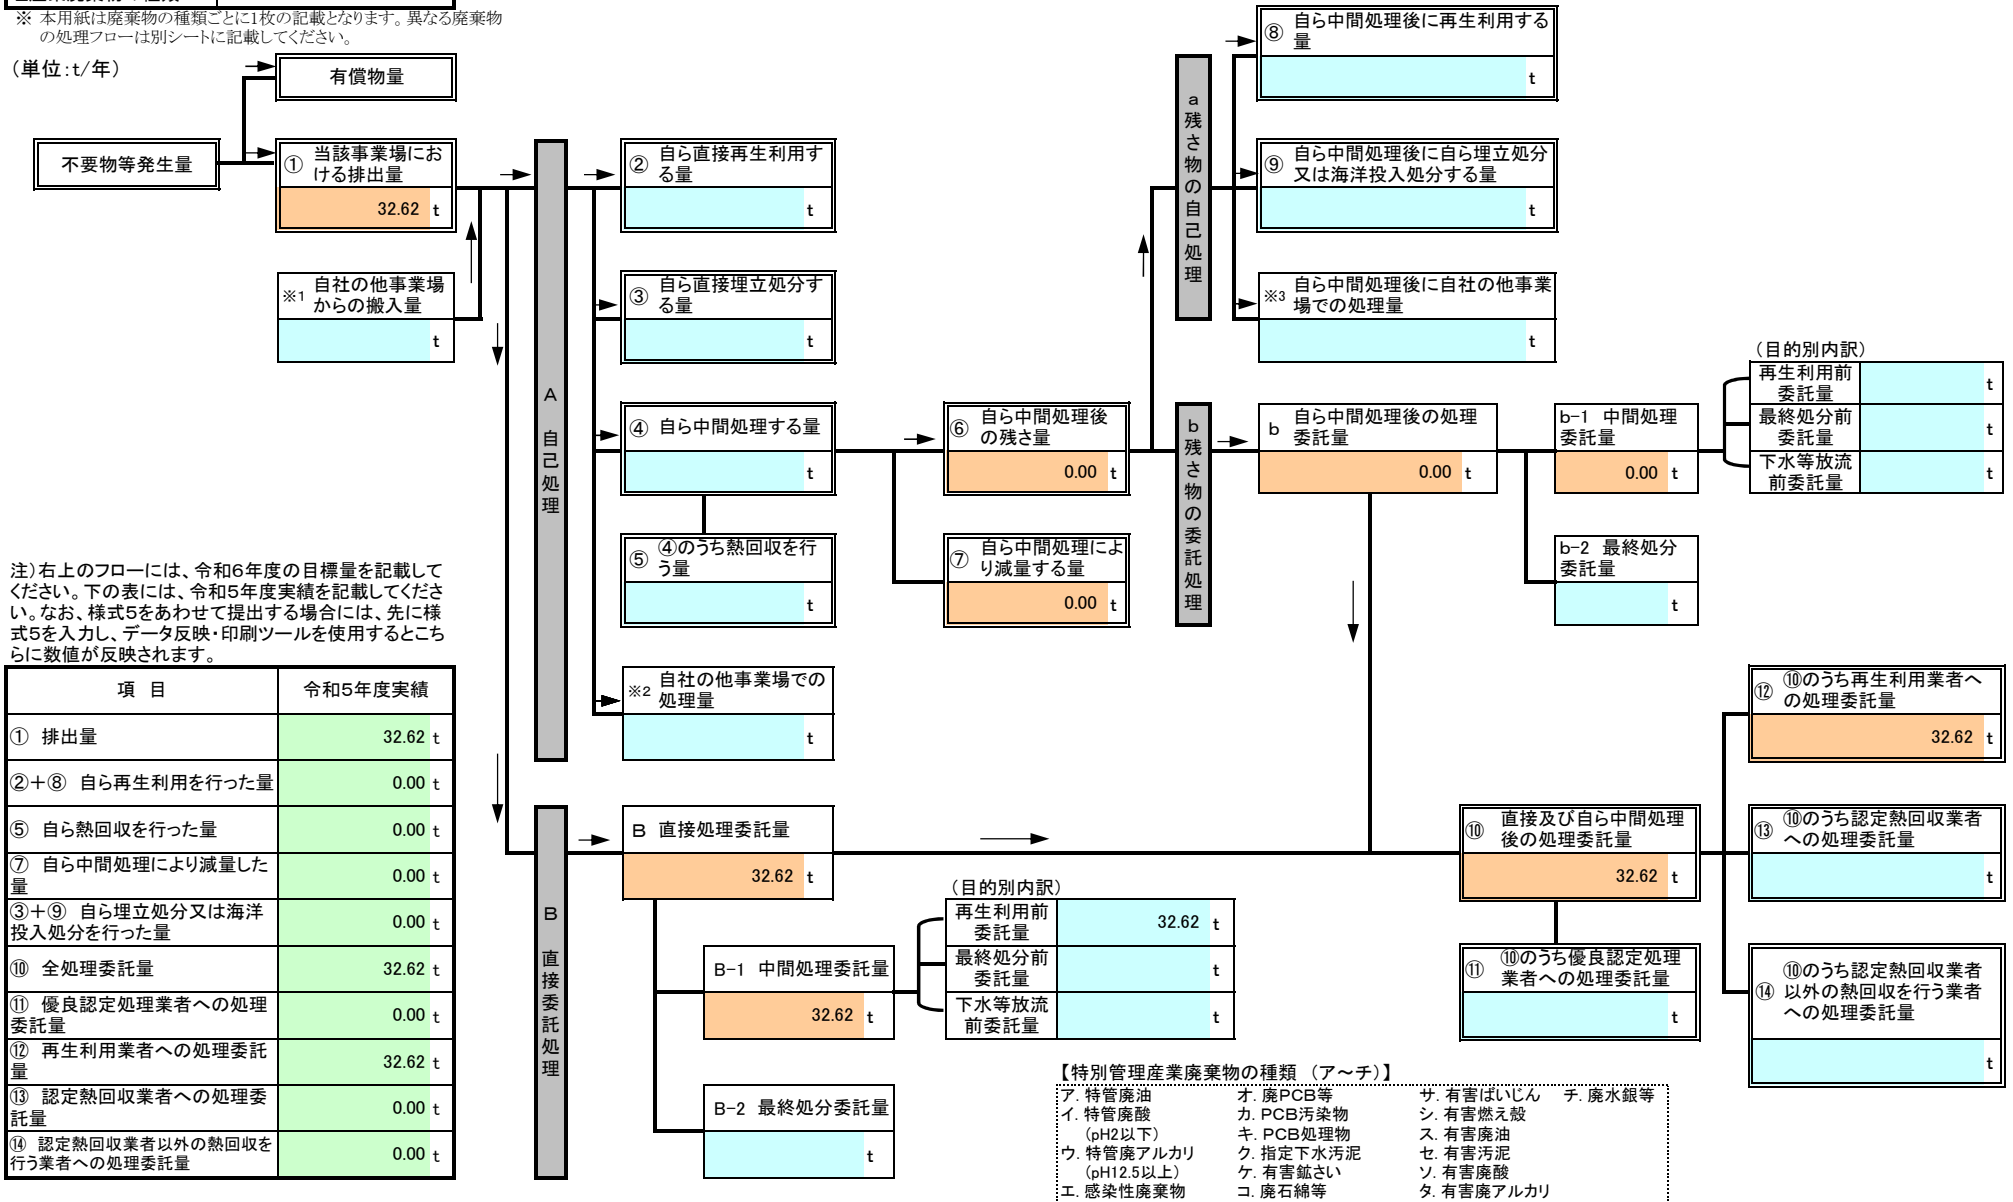 ※ 本用紙は廃棄物の種類ごとに1枚の記載となります。異なる廃棄物
の処理フローは別シートに記載してください。
(単位:t/年)
有償物量
不要物等発生量
① 当該事業場にお
ける排出量
32.62 t
※1 自社の他事業場
からの搬入量
t
A 自己処理
② 自ら直接再生利用す
る量
t
③ 自ら直接埋立処分す
る量
t
④ 自ら中間処理する量
t
⑤ ④のうち熱回収を行
う量
t
※2 自社の他事業場での
処理量
t
⑥ 自ら中間処理後
の残さ量
0.00 t
⑦ 自ら中間処理によ
り減量する量
0.00 t
a 残さ物の自己処理
⑧ 自ら中間処理後に再生利用する
量
t
⑨ 自ら中間処理後に自ら埋立処分
又は海洋投入処分する量
t
※3 自ら中間処理後に自社の他事業
場での処理量
t
b 残さ物の委託処理
b 自ら中間処理後の処理
委託量
0.00 t
b-1 中間処理
委託量
0.00 t
b-2 最終処分
委託量
t
(目的別内訳)
再生利用前
委託量
t
最終処分前
委託量
t
下水等放流
前委託量
t
注)右上のフローには、令和6年度の目標量を記載して
ください。下の表には、令和5年度実績を記載してくださ
い。なお、様式5をあわせて提出する場合には、先に様
式5を入力し、データ反映・印刷ツールを使用するとこち
らに数値が反映されます。
項 目 令和5年度実績
① 排出量 32.62 t
②+⑧ 自ら再生利用を行った量 0.00 t
⑤ 自ら熱回収を行った量 0.00 t
⑦ 自ら中間処理により減量した
量 0.00 t
③+⑨ 自ら埋立処分又は海洋
投入処分を行った量 0.00 t
⑩ 全処理委託量 32.62 t
⑪ 優良認定処理業者への処理
委託量 0.00 t
⑫ 再生利用業者への処理委託
量 32.62 t
⑬ 認定熱回収業者への処理委
託量 0.00 t
⑭ 認定熱回収業者以外の熱回収を
行う業者への処理委託量 0.00 t
B 直接委託処理
B 直接処理委託量
32.62 t
B-1 中間処理委託量
32.62 t
B-2 最終処分委託量
t
(目的別内訳)
再生利用前
委託量
32.62 t
最終処分前
委託量
t
下水等放流
前委託量
t
⑩ 直接及び自ら中間処理
後の処理委託量
32.62 t
⑪ ⑩のうち優良認定処理
業者への処理委託量
t
⑫ ⑩のうち再生利用業者へ
の処理委託量
32.62 t
⑬ ⑩のうち認定熱回収業者
への処理委託量
t
⑭ ⑩のうち認定熱回収業者
以外の熱回収を行う業者
への処理委託量
t
【特別管理産業廃棄物の種類 (ア~チ)】
ア. 特管廃油 オ. 廃PCB等 サ. 有害ばいじん チ. 廃水銀等
イ. 特管廃酸 カ. PCB汚染物 シ. 有害燃え殻
(pH2以下) キ. PCB処理物 ス. 有害廃油
ウ. 特管廃アルカリ ク. 指定下水汚泥 セ. 有害汚泥
(pH12.5以上) ケ. 有害鉱さい ソ. 有害廃酸
エ. 感染性廃棄物 コ. 廃石綿等 タ. 有害廃アルカリ